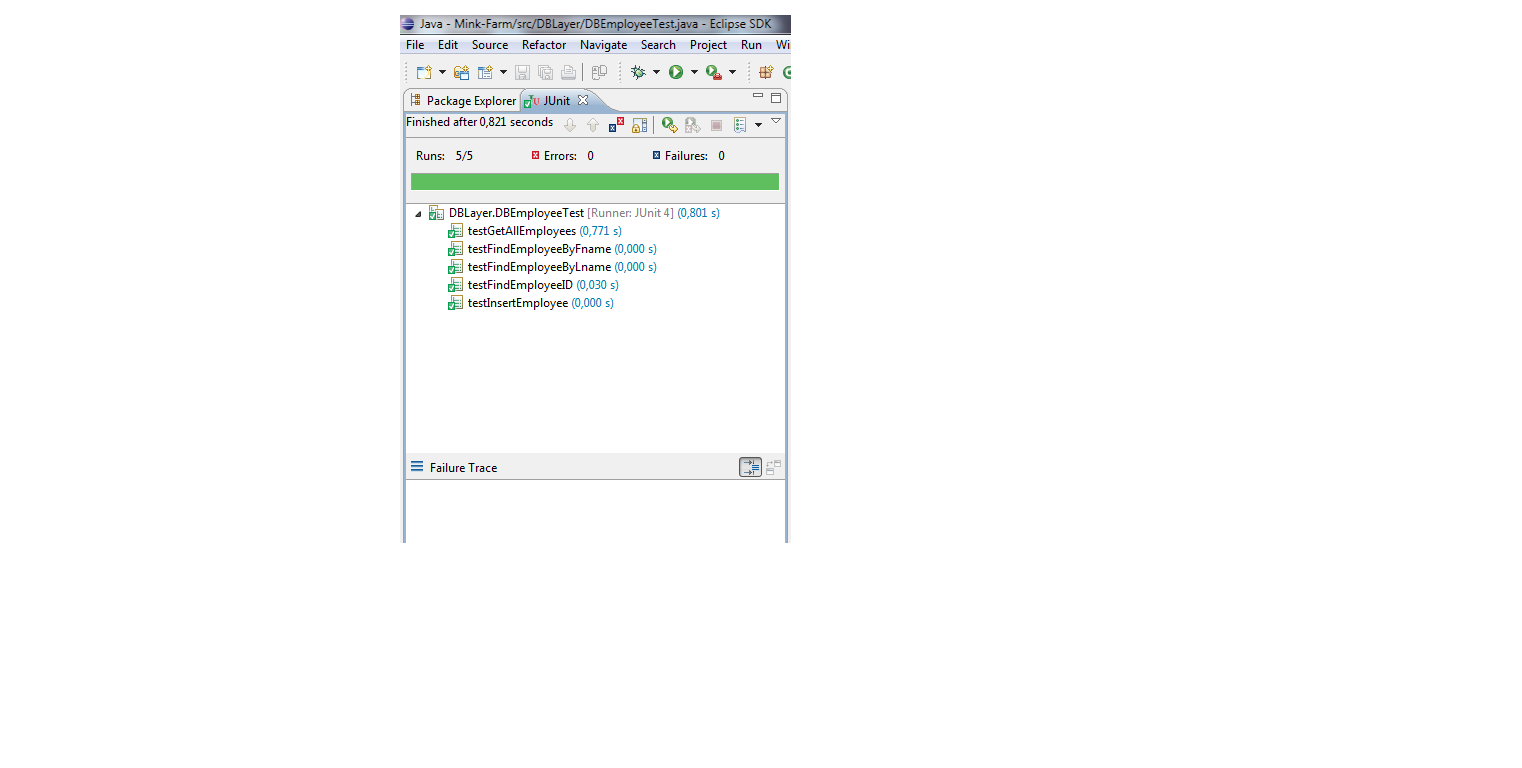 Java - Mink-Farm/src/DBLayer/DBEmployeeTest.java - Eclipse SDK
File Edit Source Refactor Navigate Search Project Run Wi
Package Explorer JUnit
Finished after 0,821 seconds
Runs: 5/5 Errors: 0 Failures: 0
DBLayer.DBEmployeeTest [Runner: JUnit 4] (0,801 s)
testGetAllEmployees (0,771 s)
testFindEmployeeByFname (0,000 s)
testFindEmployeeByLname (0,000 s)
testFindEmployeeID (0,030 s)
testInsertEmployee (0,000 s)
Failure Trace